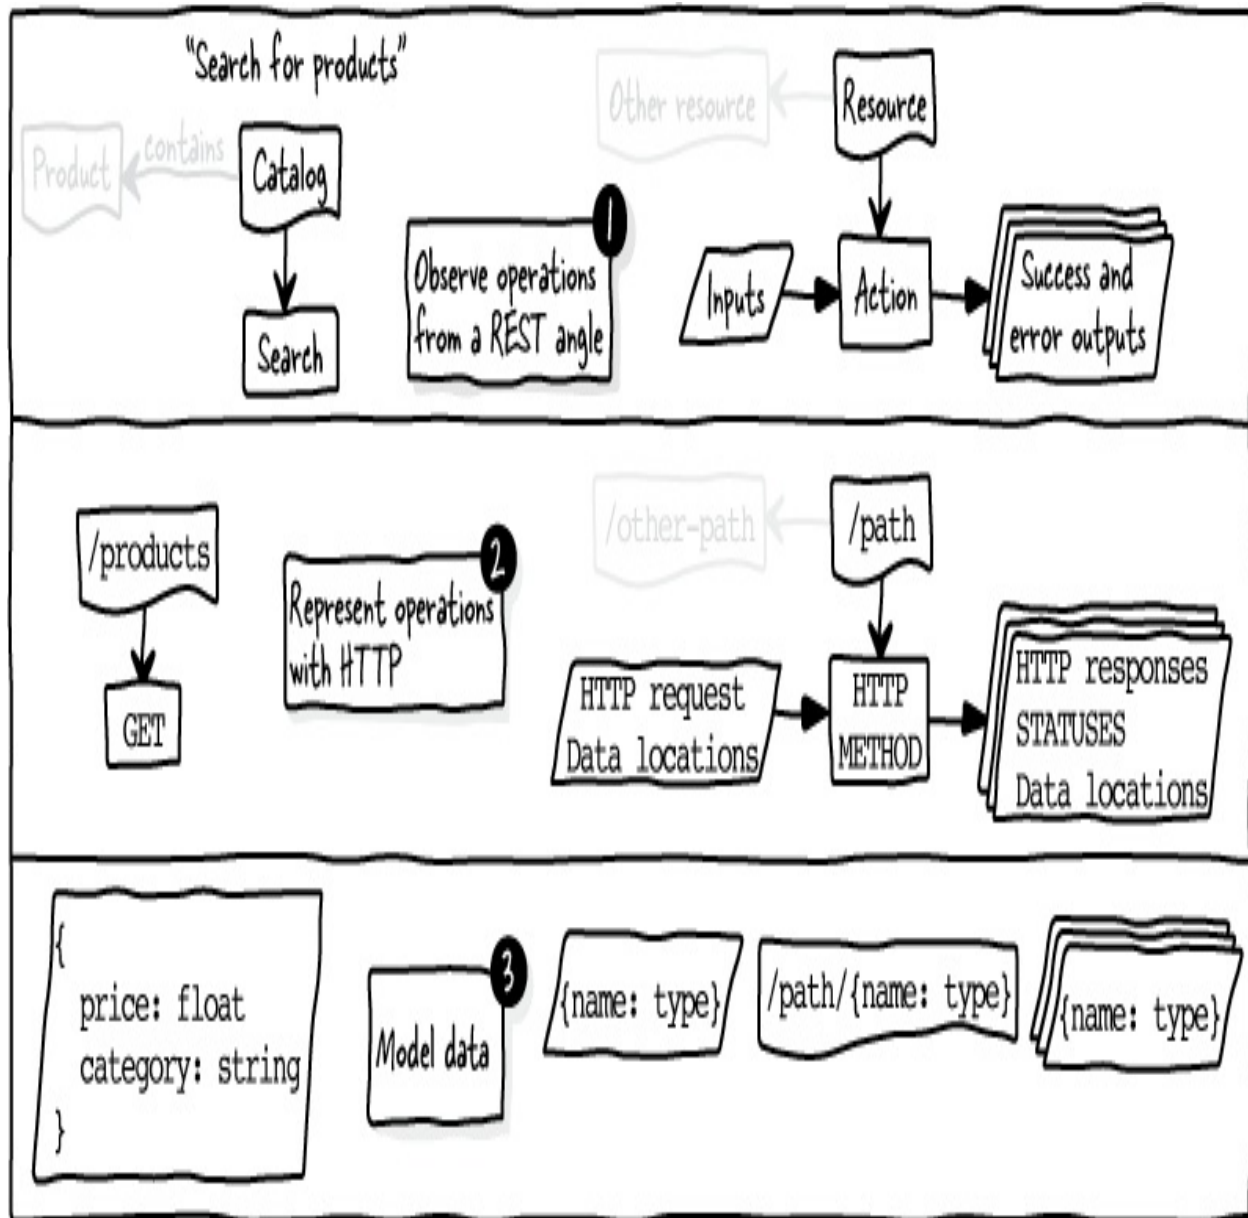 “Search for products”
Product
contains
Catalog
Search
1
Observe operations
from a REST angle
Other resource
Resource
Inputs
Action
Success and
error outputs
/products
GET
2
Represent operations
with HTTP
/other-path
/path
HTTP request
Data locations
HTTP
METHOD
HTTP responses
STATUSES
Data locations
{
price: float
category: string
}
3
Model data
{name: type}
/path/{name: type}
{name: type}